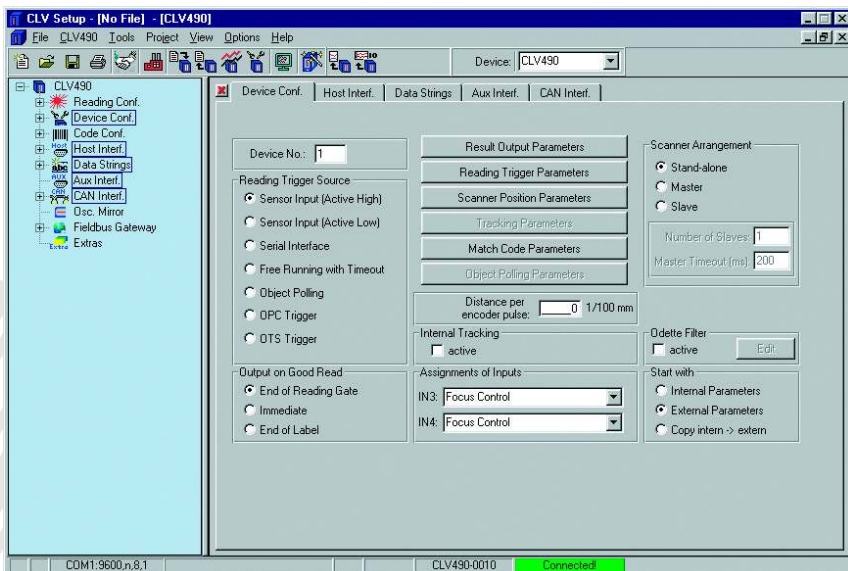 CLV Setup - [No File] - [CLV490]
File CLV490 Tools Project View Options Help
Device: CLV490
CLV490
Reading Conf.
Device Conf.
Code Conf.
Host Interf.
Data Strings
Aux Interf.
CAN Interf.
Osc. Mirror
Fieldbus Gateway
Extras
Device Conf. Host Interf. Data Strings Aux Interf. CAN Interf.
Device No.: 1
Reading Trigger Source
Sensor Input (Active High)
Sensor Input (Active Low)
Serial Interface
Free Running with Timeout
Object Polling
OPC Trigger
OTS Trigger
Output on Good Read
End of Reading Gate
Immediate
End of Label
Result Output Parameters
Reading Trigger Parameters
Scanner Position Parameters
Tracking Parameters
Match Code Parameters
Object Polling Parameters
Distance per
encoder pulse: 0 1/100 mm
Internal Tracking
active
Assignments of Inputs
IN3: Focus Control
IN4: Focus Control
Scanner Arrangement
Stand-alone
Master
Slave
Number of Slaves: 1
Master Timeout (ms): 200
Odette Filter
active Edit
Start with
Internal Parameters
External Parameters
Copy intern -> extern
COM1:9600,n,8,1 CLV490-0010 Connected!